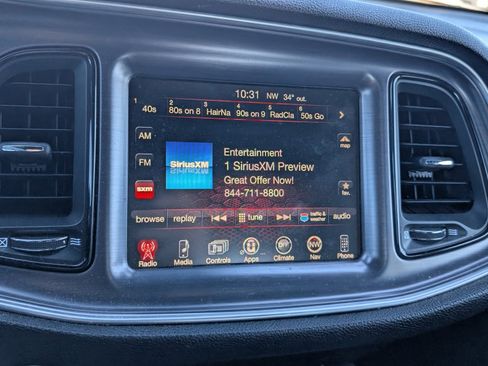 10:31 NW 34° out.
1 2 3 4 5 6
40s 80s on 8 HairNa 90s on 9 RadCla 50s Go
AM
map
Entertainment
SiriusXM 1 SiriusXM Preview
FM
Great Offer Now!
sxm 844-711-8800 fav.
browse replay tune traffic & weather audio
OFF NW
Radio Media Controls Apps Climate Nav Phone